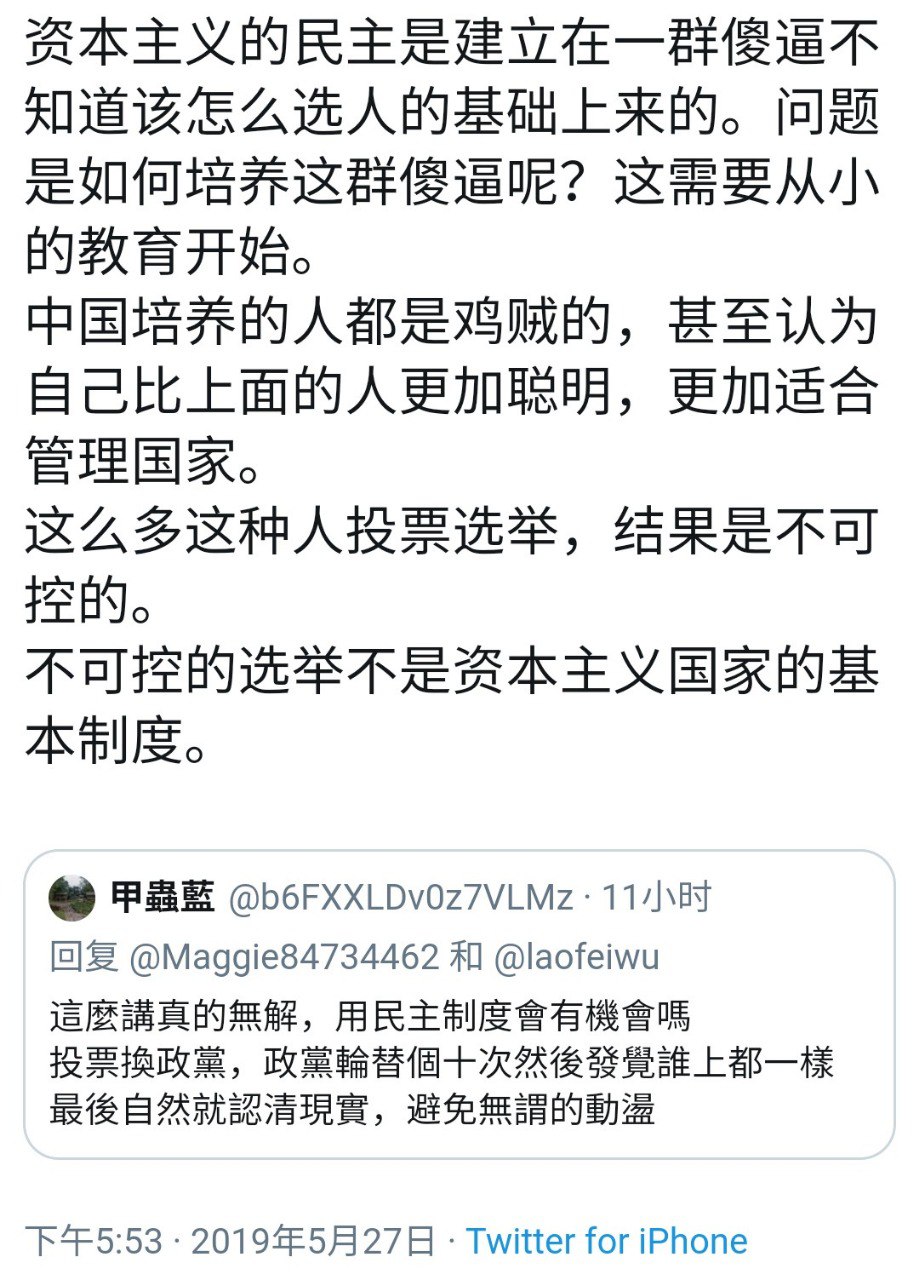 资本主义的民主是建立在一群傻逼不
知道该怎么选人的基础上来的。问题
是如何培养这群傻逼呢？这需要从小
的教育开始。
中国培养的人都是鸡贼的，甚至认为
自己比上面的人更加聪明，更加适合
管理国家。
这么多这种人投票选举，结果是不可
控的。
不可控的选举不是资本主义国家的基
本制度。
甲蟲藍 @b6FXXLDv0z7VLMz · 11小时
回复 @Maggie84734462 和 @laofeiwu
這麼講真的無解，用民主制度會有機會嗎
投票換政黨，政黨輪替個十次然後發覺誰上都一樣
最後自然就認清現實，避免無謂的動盪
下午5:53 · 2019年5月27日 · Twitter for iPhone